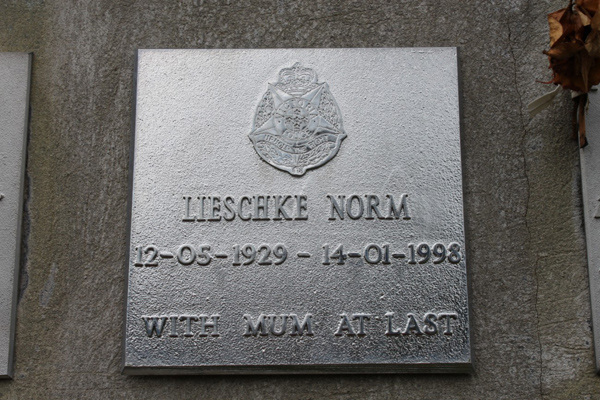 LIESCHKE NORM
12-05-1929 - 14-01-1998
WITH MUM AT LAST